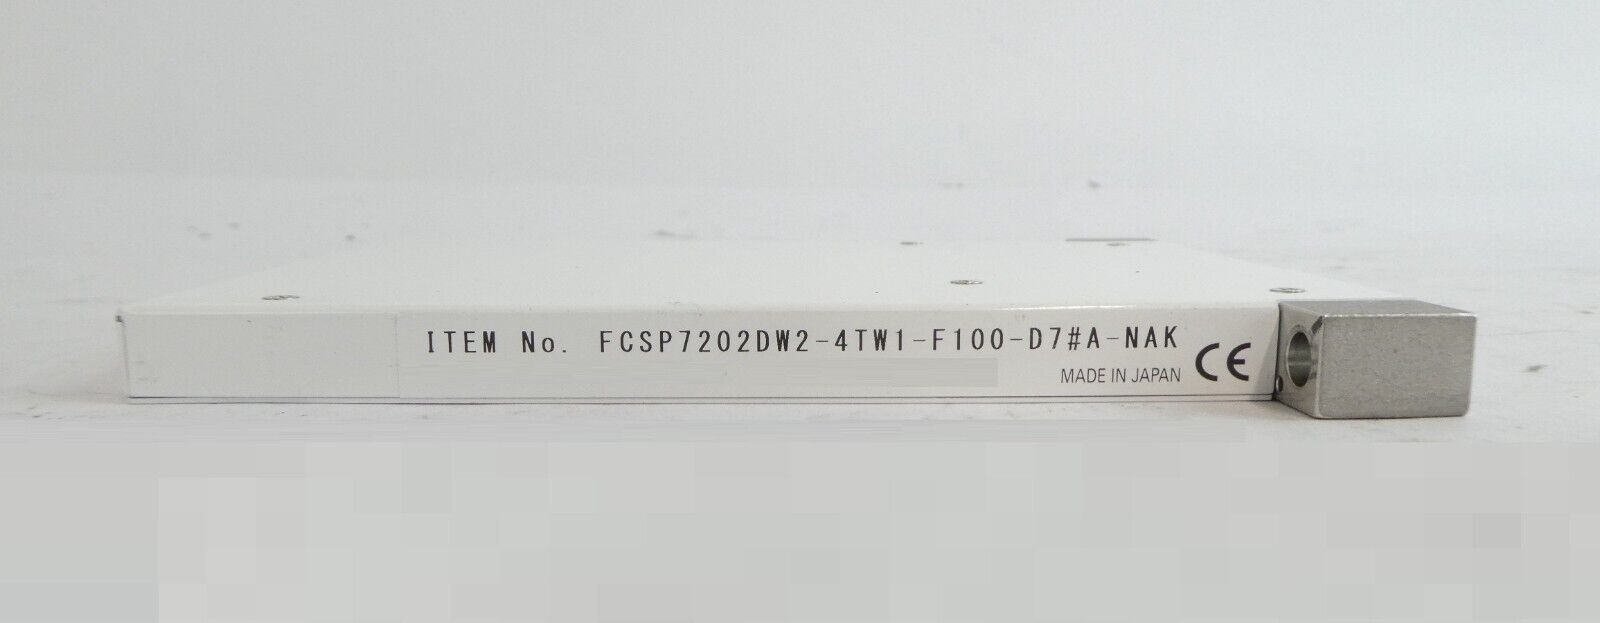 ITEM No. FCSP7202DW2-4TW1-F100-D7#A-NAK
MADE IN JAPAN CE